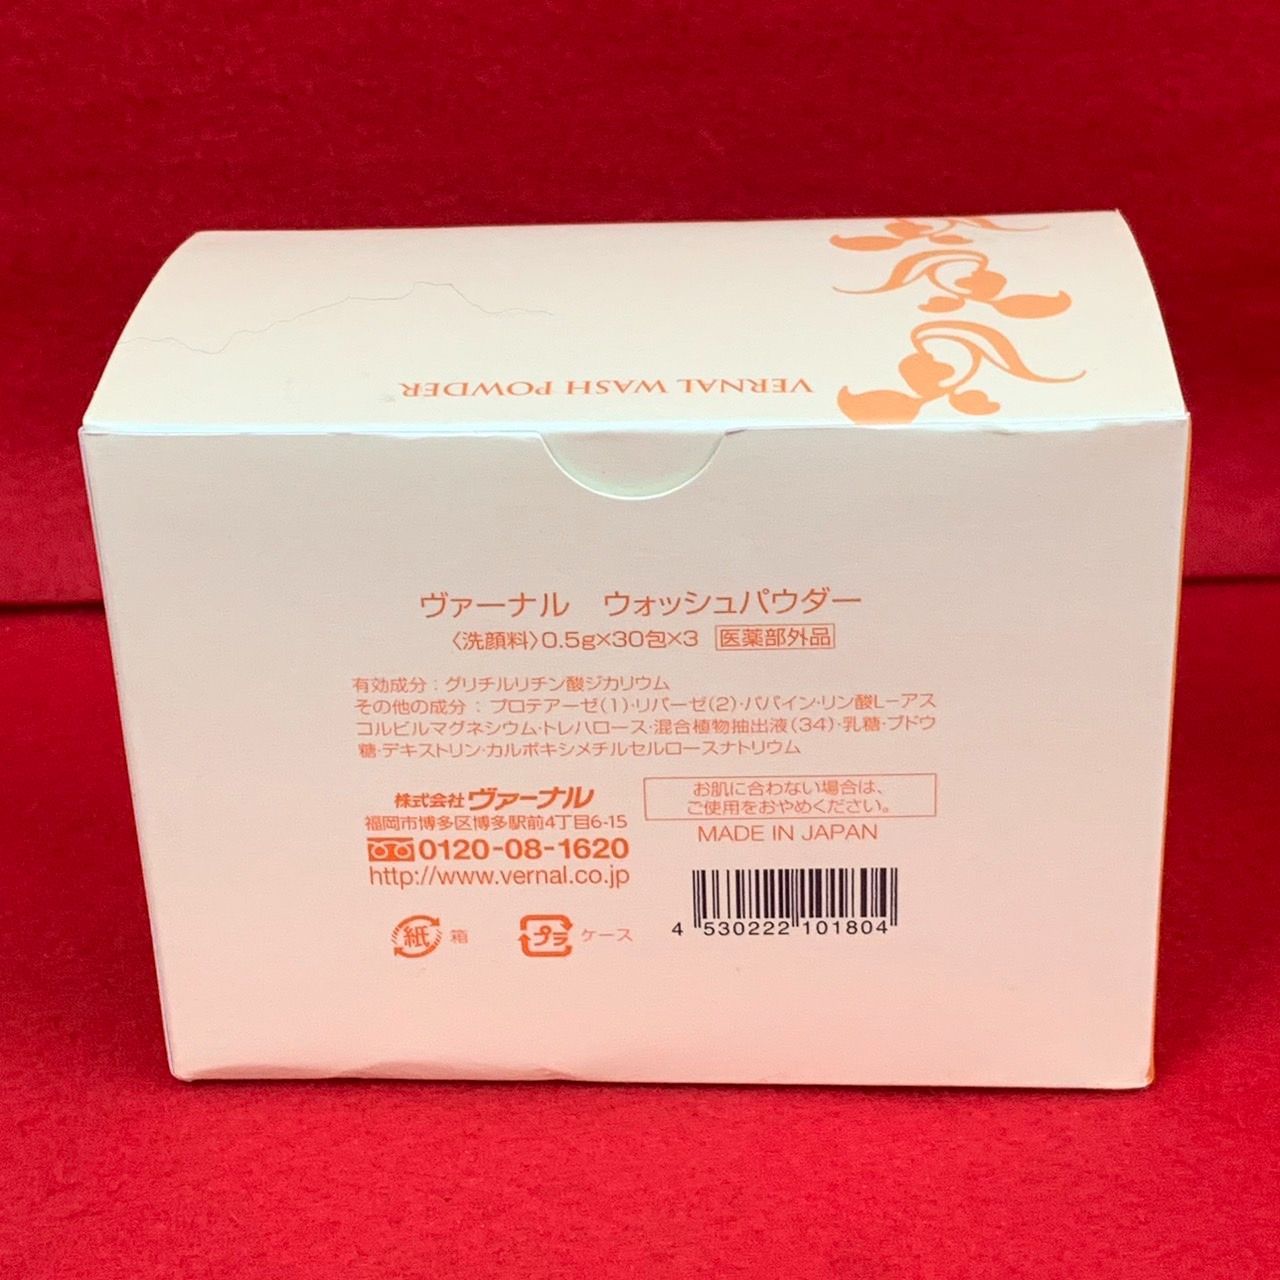 VERNAL WASH POWDER
ヴァーナル ウォッシュパウダー
〈洗顔料〉0.5g×30包×3 医薬部外品
有効成分：グリチルリチン酸ジカリウム
その他の成分：プロテアーゼ(1)･リパーゼ(2)･パパイン･リン酸L-アス
コルビルマグネシウム･トレハロース･混合植物抽出液(34)･乳糖･ブドウ
糖･デキストリン･カルボキシメチルセルロースナトリウム
株式会社ヴァーナル
福岡市博多区博多駅前4丁目6-15
0120-08-1620
http://www.vernal.co.jp
紙 箱
プラ ケース
お肌に合わない場合は、
ご使用をおやめください。
MADE IN JAPAN
4 530222 101804